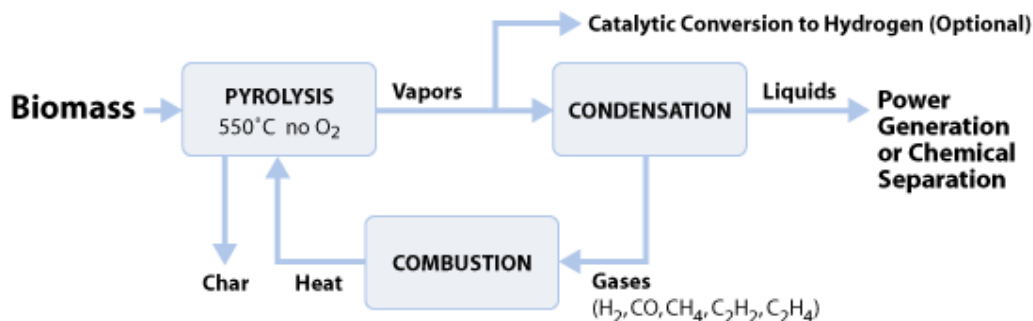 Catalytic Conversion to Hydrogen (Optional)
Biomass
PYROLYSIS
550˚C no O₂
Vapors
CONDENSATION
Liquids
Power
Generation
or Chemical
Separation
Char
Heat
COMBUSTION
Gases
(H₂,CO,CH₄,C₂H₂,C₂H₄)